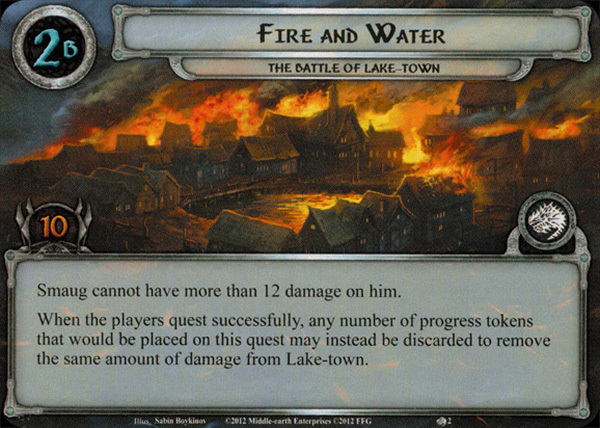 2B
FIRE AND WATER
THE BATTLE OF LAKE-TOWN
10
Smaug cannot have more than 12 damage on him.
When the players quest successfully, any number of progress tokens
that would be placed on this quest may instead be discarded to remove
the same amount of damage from Lake-town.
Illus. Sabin Boykinov ©2012 Middle-earth Enterprises ©2012 FFG 2